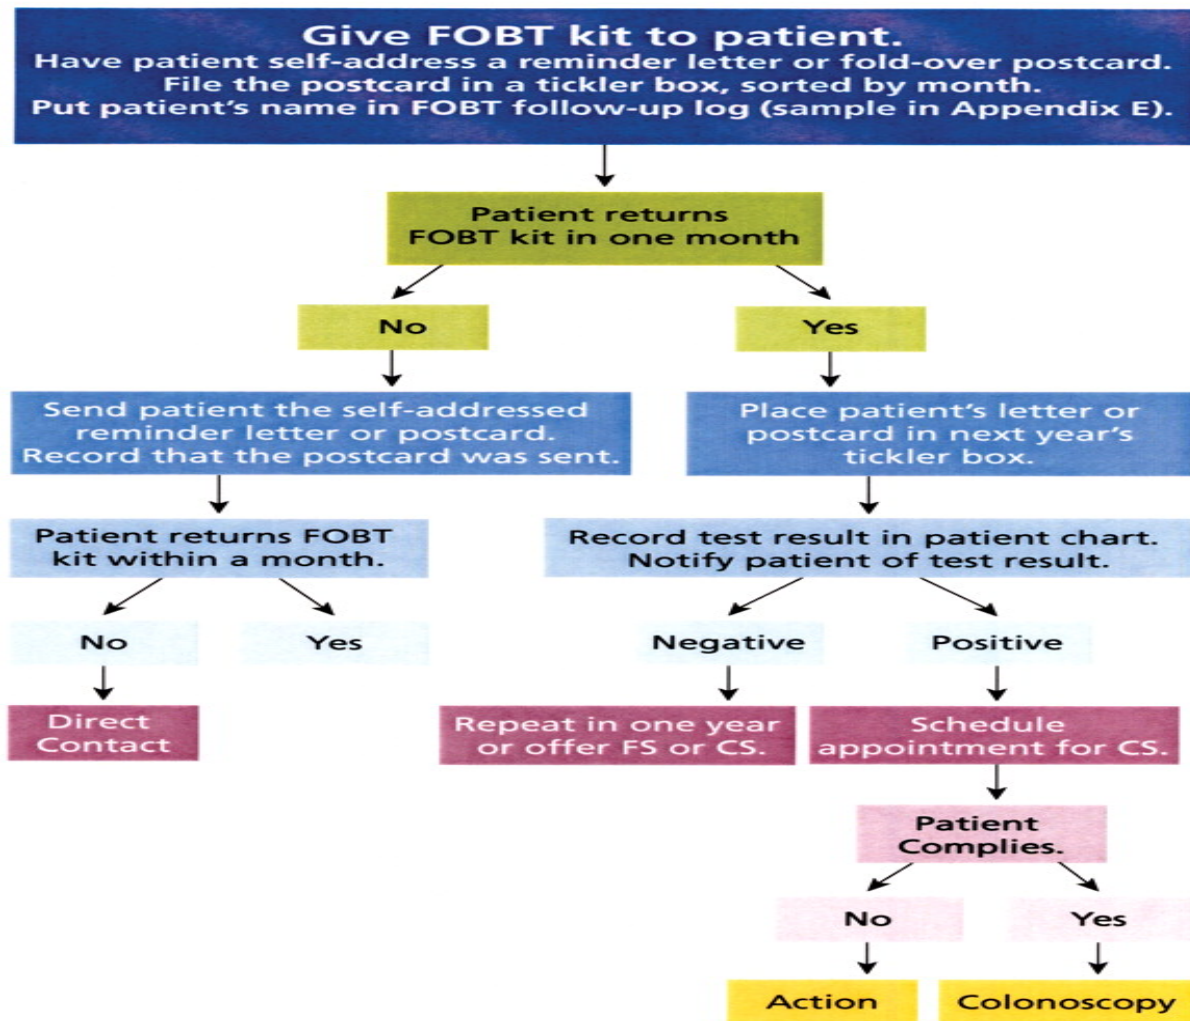 Give FOBT kit to patient.
Have patient self-address a reminder letter or fold-over postcard.
File the postcard in a tickler box, sorted by month.
Put patient's name in FOBT follow-up log (sample in Appendix E).
Patient returns
FOBT kit in one month
No
Yes
Send patient the self-addressed
reminder letter or postcard.
Record that the postcard was sent.
Place patient's letter or
postcard in next year's
tickler box.
Patient returns FOBT
kit within a month.
Record test result in patient chart.
Notify patient of test result.
No
Yes
Negative
Positive
Direct
Contact
Repeat in one year
or offer FS or CS.
Schedule
appointment for CS.
Patient
Complies.
No
Yes
Action
Colonoscopy